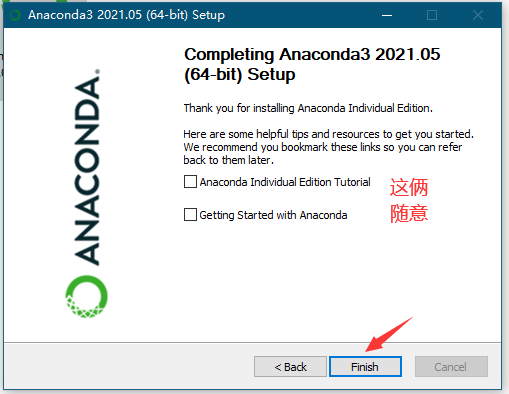 Anaconda3 2021.05 (64-bit) Setup
Completing Anaconda3 2021.05
(64-bit) Setup
Thank you for installing Anaconda Individual Edition.
Here are some helpful tips and resources to get you started.
We recommend you bookmark these links so you can refer
back to them later.
Anaconda Individual Edition Tutorial
Getting Started with Anaconda
这俩
随意
ANACONDA.
< Back
Finish
Cancel